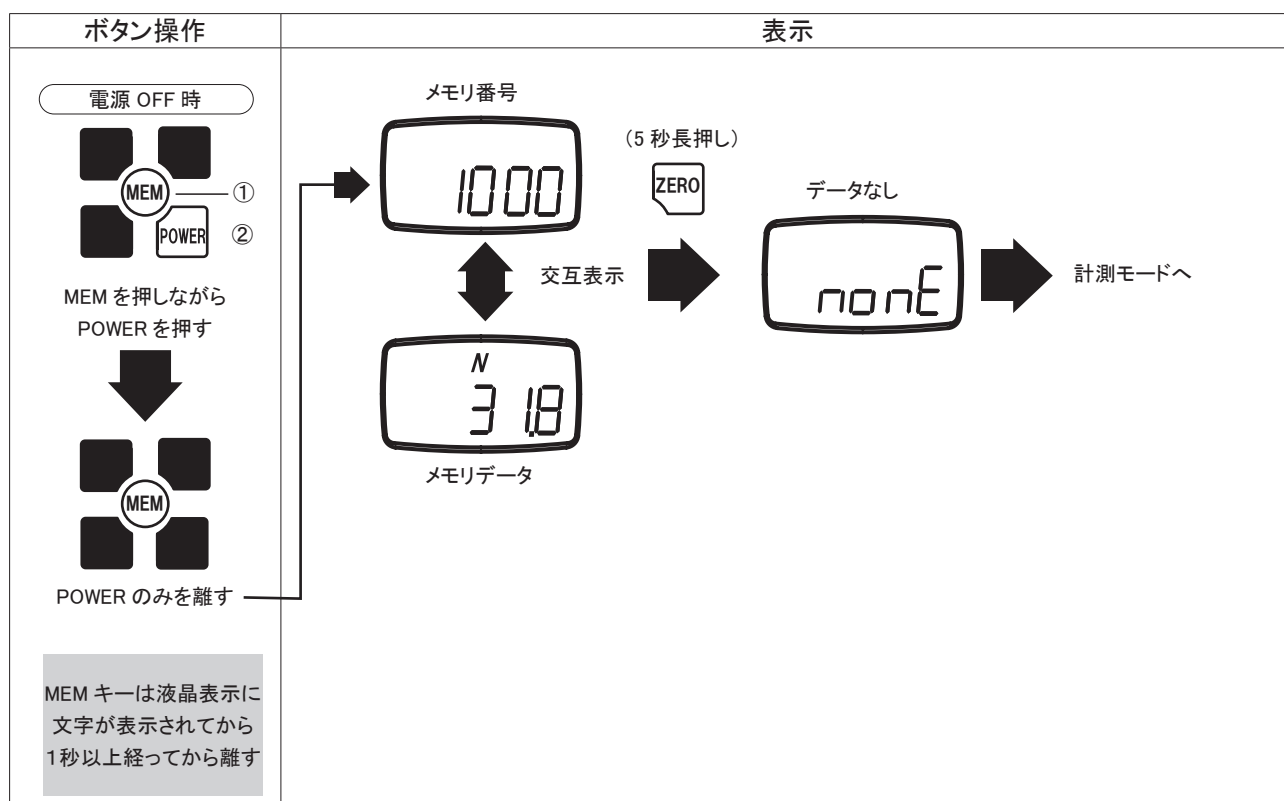 ボタン操作
表示
電源 OFF 時
MEM
①
POWER
②
MEM を押しながら
POWER を押す
MEM
POWER のみを離す
MEM キーは液晶表示に
文字が表示されてから
1秒以上経ってから離す
メモリ番号
1000
交互表示
N
31.8
メモリデータ
(5 秒長押し)
ZERO
データなし
nonE
計測モードへ